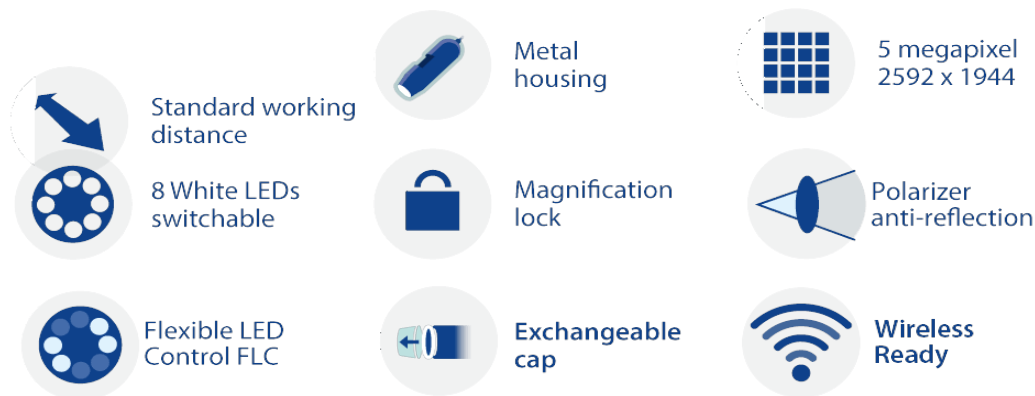 Standard working
distance
Metal
housing
5 megapixel
2592 x 1944
8 White LEDs
switchable
Magnification
lock
Polarizer
anti-reflection
Flexible LED
Control FLC
Exchangeable
cap
Wireless
Ready